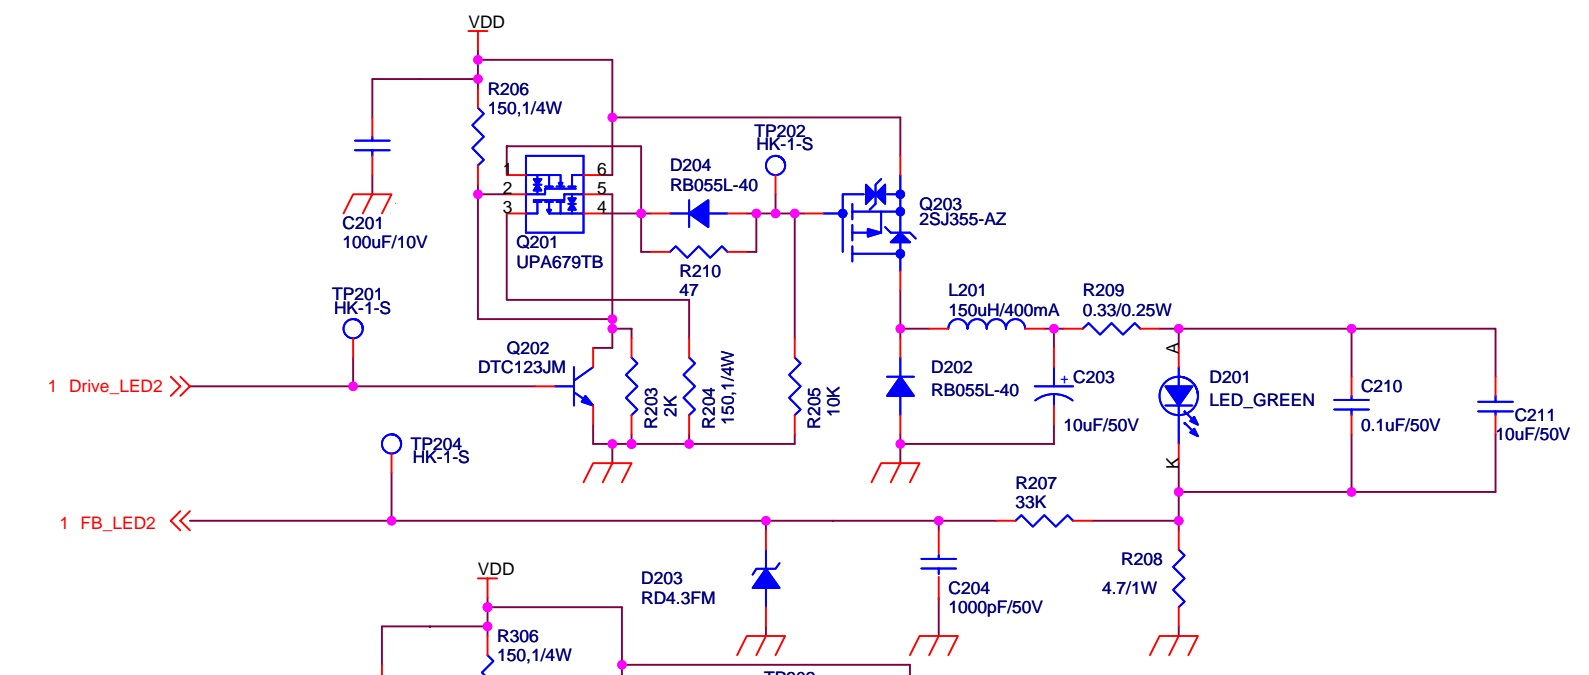 VDD
R206
150,1/4W
TP202
HK-1-S
D204
RB055L-40
1
6
2
5
3
4
Q203
2SJ355-AZ
C201
100uF/10V
Q201
UPA679TB
R210
47
TP201
HK-1-S
L201
150uH/400mA
R209
0.33/0.25W
Q202
DTC123JM
A
D202
RB055L-40
+
C203
10uF/50V
D201
LED_GREEN
C210
0.1uF/50V
C211
10uF/50V
1 Drive_LED2
R203
2K
R204
150,1/4W
R205
10K
TP204
HK-1-S
K
R207
33K
1 FB_LED2
R208
4.7/1W
VDD
D203
RD4.3FM
C204
1000pF/50V
R306
150,1/4W